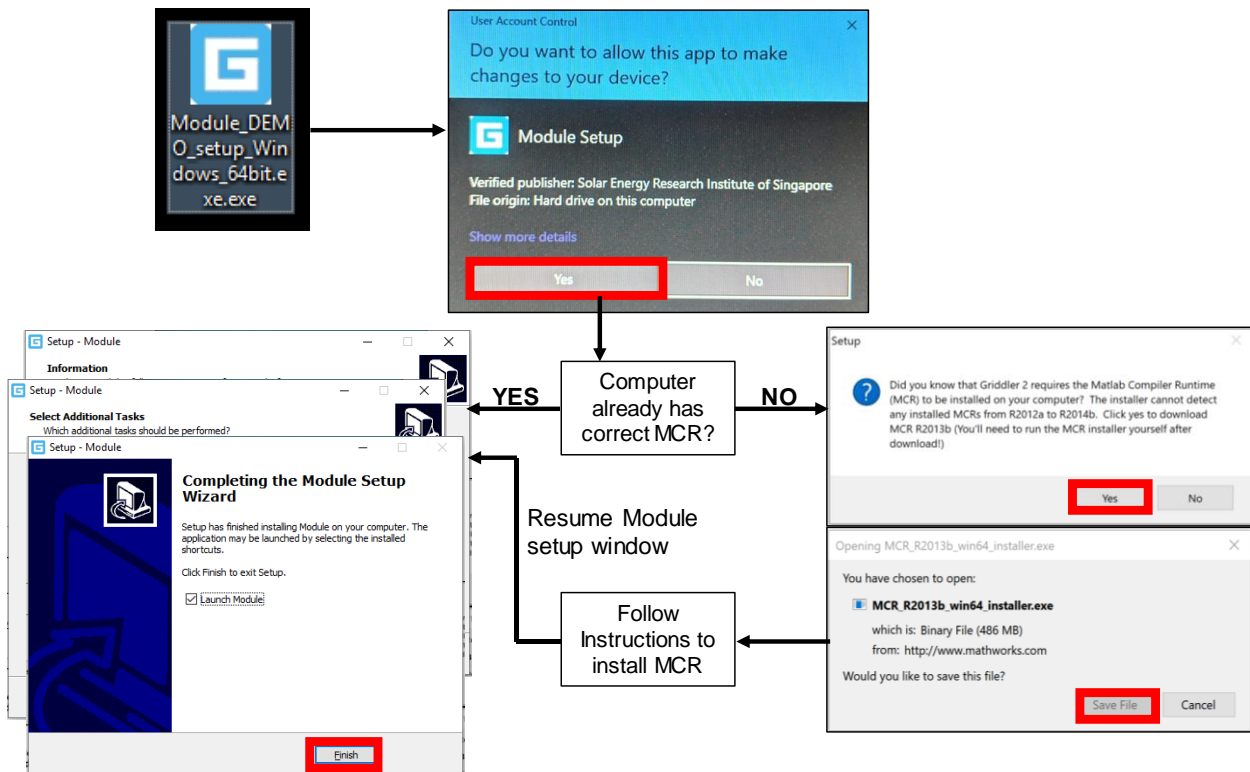 Module_DEM
O_setup_Win
dows_64bit.e
xe.exe
User Account Control
Do you want to allow this app to make
changes to your device?
Module Setup
Verified publisher: Solar Energy Research Institute of Singapore
File origin: Hard drive on this computer
Show more details
Yes
No
Computer
already has
correct MCR?
YES
NO
Setup - Module
Information
Setup - Module
Select Additional Tasks
Which additional tasks should be performed?
Setup - Module
Completing the Module Setup
Wizard
Setup has finished installing Module on your computer. The
application may be launched by selecting the installed
shortcuts.
Click Finish to exit Setup.
Launch Module
Finish
Setup
Did you know that Griddler 2 requires the Matlab Compiler Runtime
(MCR) to be installed on your computer? The installer cannot detect
any installed MCRs from R2012a to R2014b. Click yes to download
MCR R2013b (You'll need to run the MCR installer yourself after
download!)
Yes
No
Opening MCR_R2013b_win64_installer.exe
You have chosen to open:
MCR_R2013b_win64_installer.exe
which is: Binary File (486 MB)
from: http://www.mathworks.com
Would you like to save this file?
Save File
Cancel
Follow
Instructions to
install MCR
Resume Module
setup window